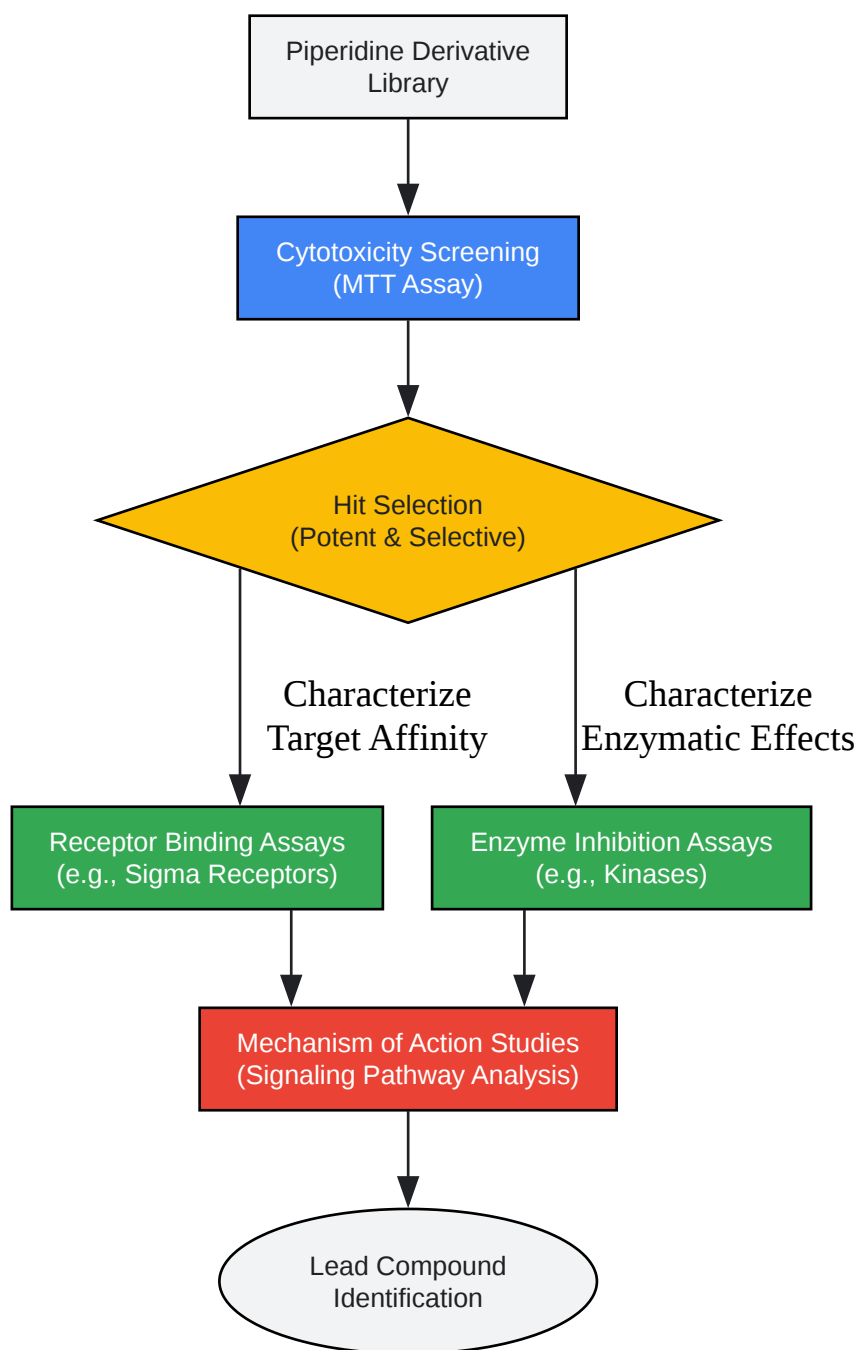 Piperidine Derivative
Library
Cytotoxicity Screening
(MTT Assay)
Hit Selection
(Potent & Selective)
Characterize
Target Affinity
Characterize
Enzymatic Effects
Receptor Binding Assays
(e.g., Sigma Receptors)
Enzyme Inhibition Assays
(e.g., Kinases)
Mechanism of Action Studies
(Signaling Pathway Analysis)
Lead Compound
Identification